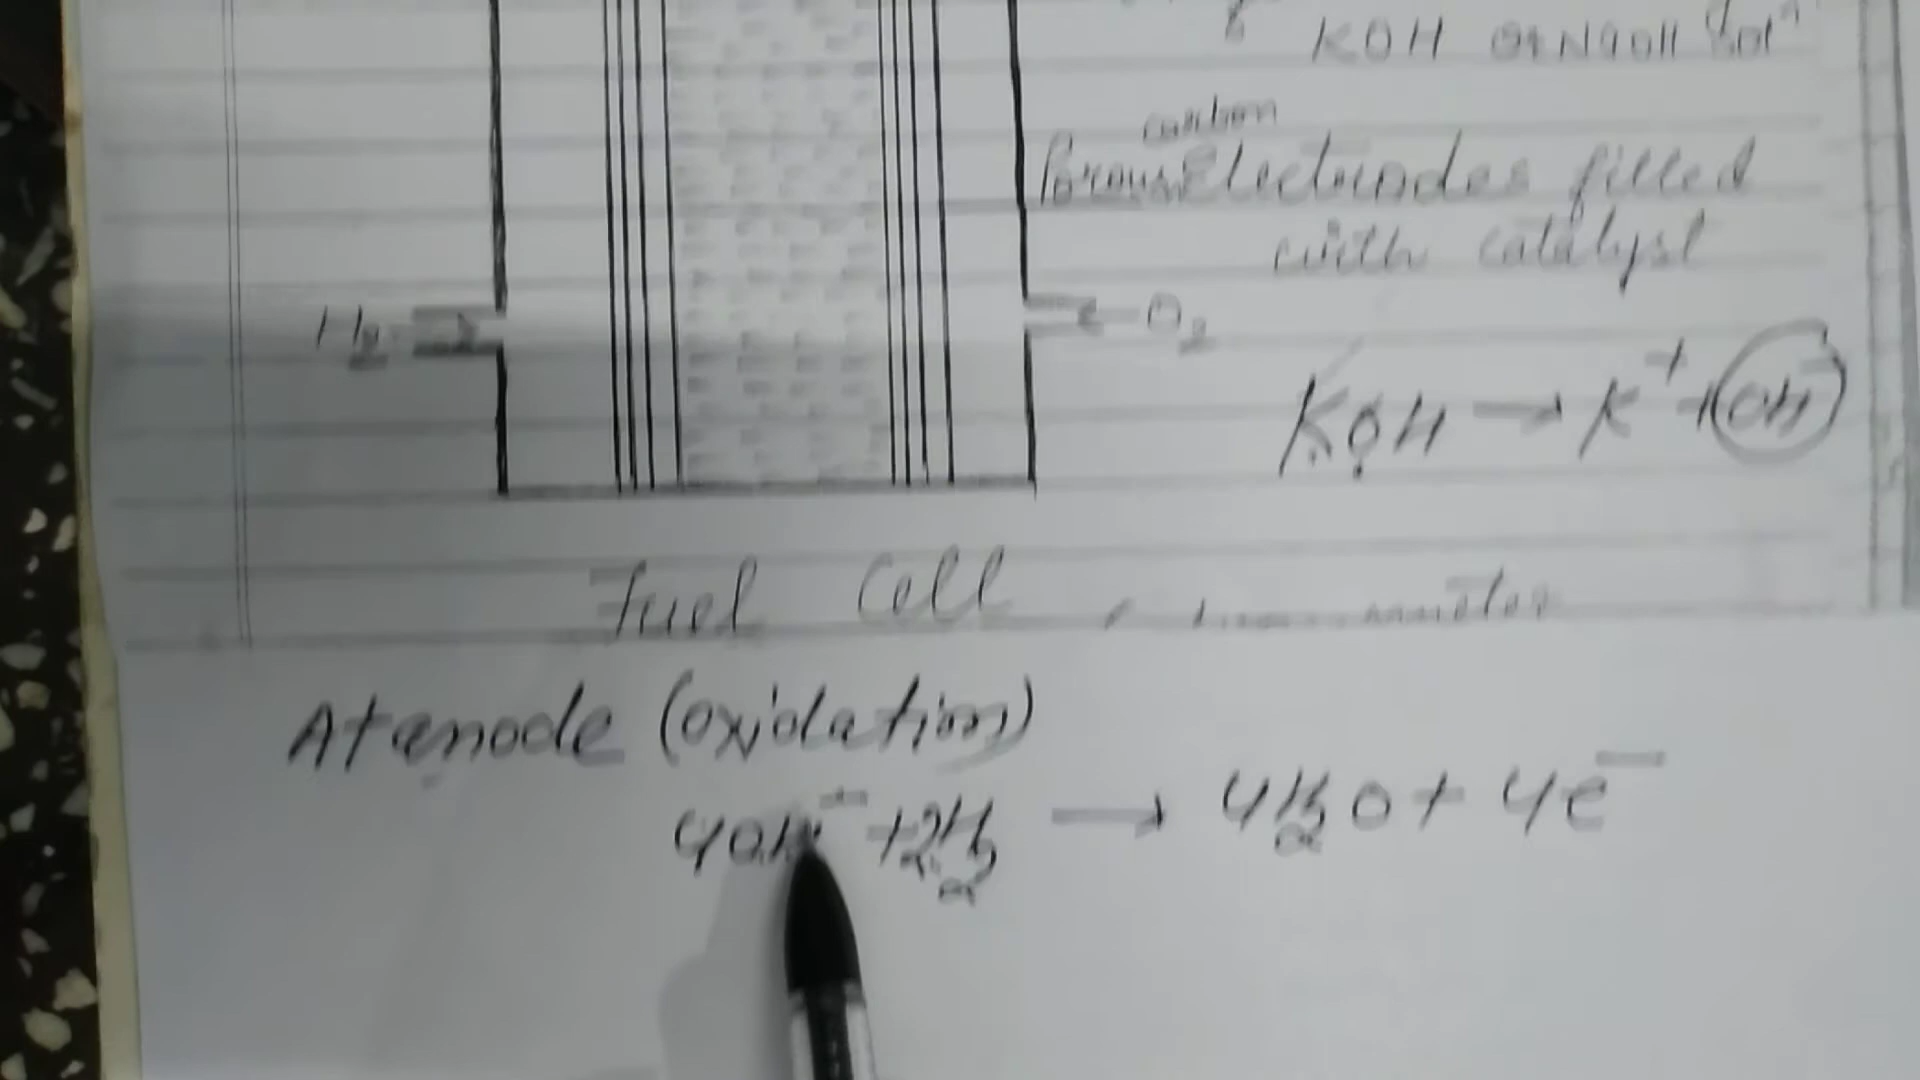 KOH or NaOH Solⁿ
carbon
Porous Electrodes filled
with catalyst
H₂
O₂
KOH → K⁺ + OH⁻
Fuel Cell
At anode (oxidation)
4OH⁻ + 2H₂ → 4H₂O + 4e⁻